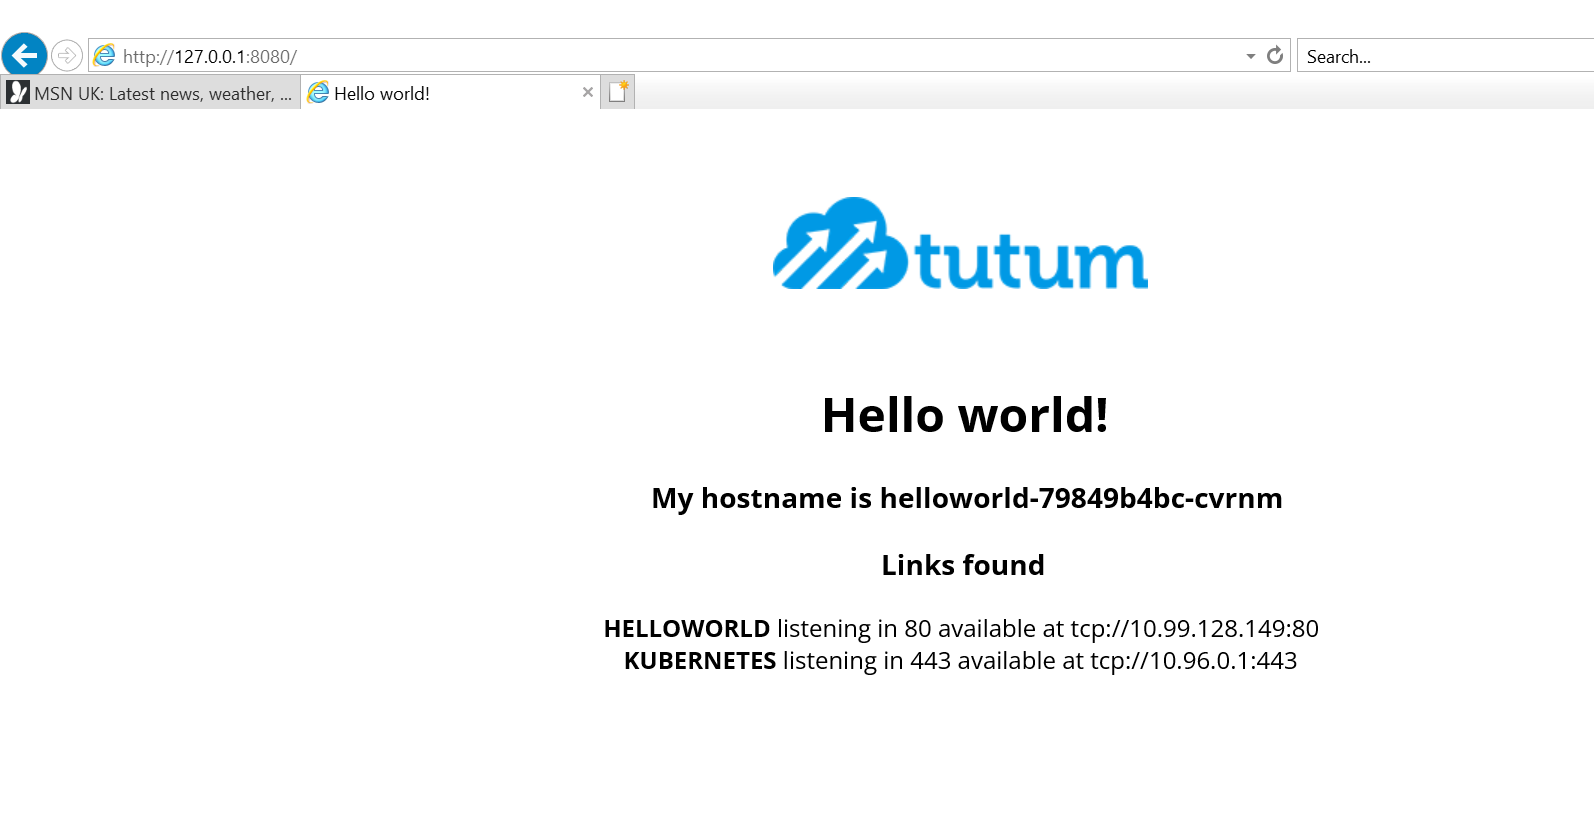 http://127.0.0.1:8080/
Search...
MSN UK: Latest news, weather, ...
Hello world!
tutum
Hello world!
My hostname is helloworld-79849b4bc-cvrnm
Links found
HELLOWORLD listening in 80 available at tcp://10.99.128.149:80
KUBERNETES listening in 443 available at tcp://10.96.0.1:443